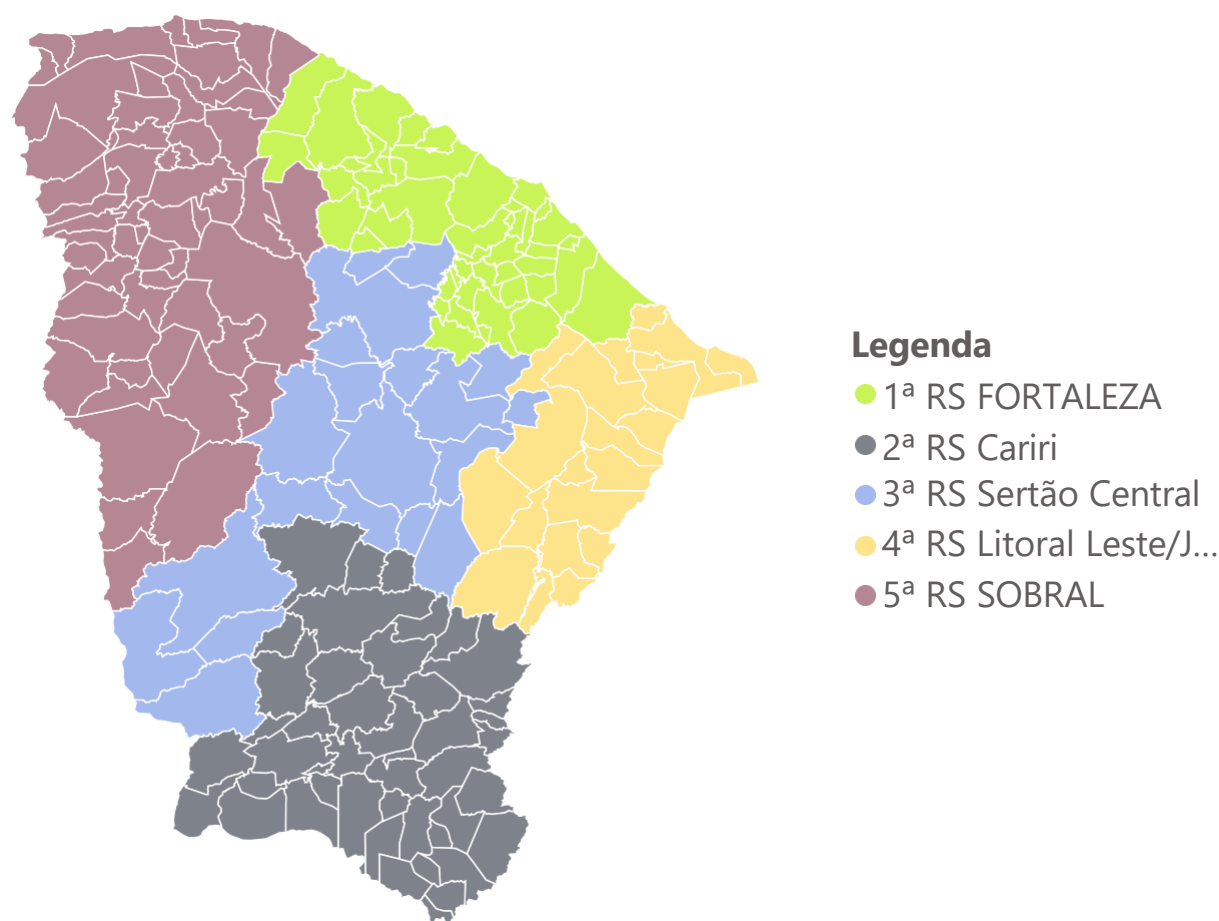 Legenda
1ª RS FORTALEZA
2ª RS Cariri
3ª RS Sertão Central
4ª RS Litoral Leste/J...
5ª RS SOBRAL